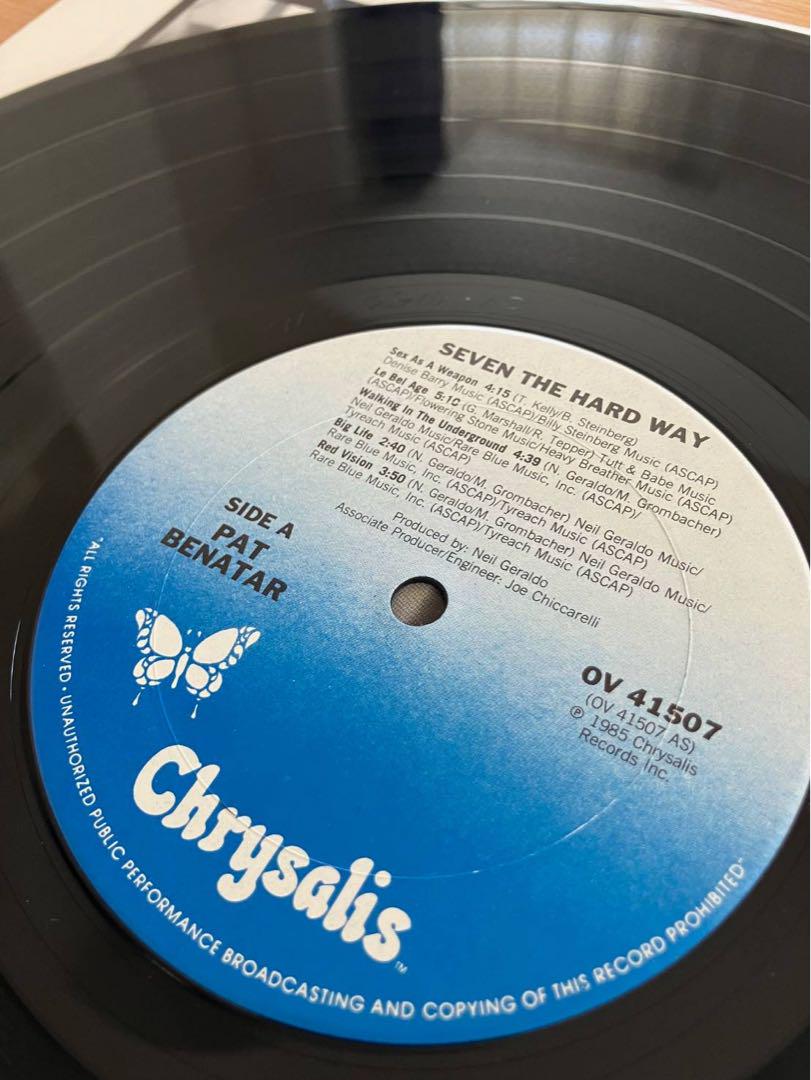 SEVEN THE HARD WAY
Sex As A Weapon 4:15 (T. Kelly/B. Steinberg)
Denise Barry Music (ASCAP)/Billy Steinberg Music (ASCAP)
Le Bel Age 5:10 (G. Marshall/R. Tepper) Tuff & Babe Music
(ASCAP)/Flowering Stone Music/Heavy Breather Music (ASCAP)
Walking In The Underground 4:39 (N. Geraldo/M. Grombacher)
Neil Geraldo Music/Rare Blue Music, Inc. (ASCAP)/
Tyreach Music (ASCAP)
Big Life 2:40 (N. Geraldo/M. Grombacher) Neil Geraldo Music/
Rare Blue Music, Inc. (ASCAP)/Tyreach Music (ASCAP)
Red Vision 3:50 (N. Geraldo/M. Grombacher) Neil Geraldo Music/
Rare Blue Music, Inc. (ASCAP)/Tyreach Music (ASCAP)
Produced by: Neil Geraldo
Associate Producer/Engineer: Joe Chiccarelli
SIDE A
PAT
BENATAR
OV 41507
(OV 41507 AS)
℗ 1985 Chrysalis
Records Inc.
Chrysalis™
"ALL RIGHTS RESERVED • UNAUTHORIZED PUBLIC PERFORMANCE BROADCASTING AND COPYING OF THIS RECORD PROHIBITED"